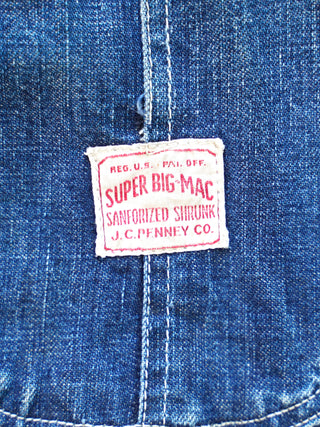 REG. U.S. PAT. OFF.
SUPER BIG-MAC
SANFORIZED SHRUNK
J.C.PENNEY CO.